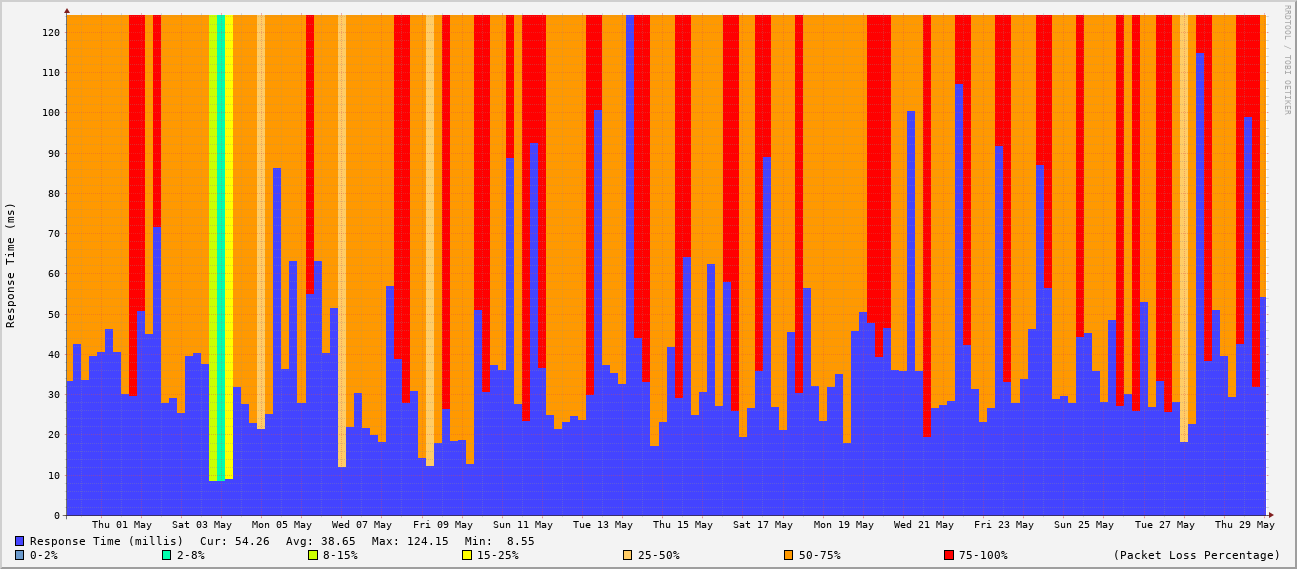 RRDTOOL / TOBI OETIKER
Response Time (ms)
120
110
100
90
80
70
60
50
40
30
20
10
0
Thu 01 May Sat 03 May Mon 05 May Wed 07 May Fri 09 May Sun 11 May Tue 13 May Thu 15 May Sat 17 May Mon 19 May Wed 21 May Fri 23 May Sun 25 May Tue 27 May Thu 29 May
Response Time (millis) Cur: 54.26 Avg: 38.65 Max: 124.15 Min: 8.55
0-2% 2-8% 8-15% 15-25% 25-50% 50-75% 75-100% (Packet Loss Percentage)